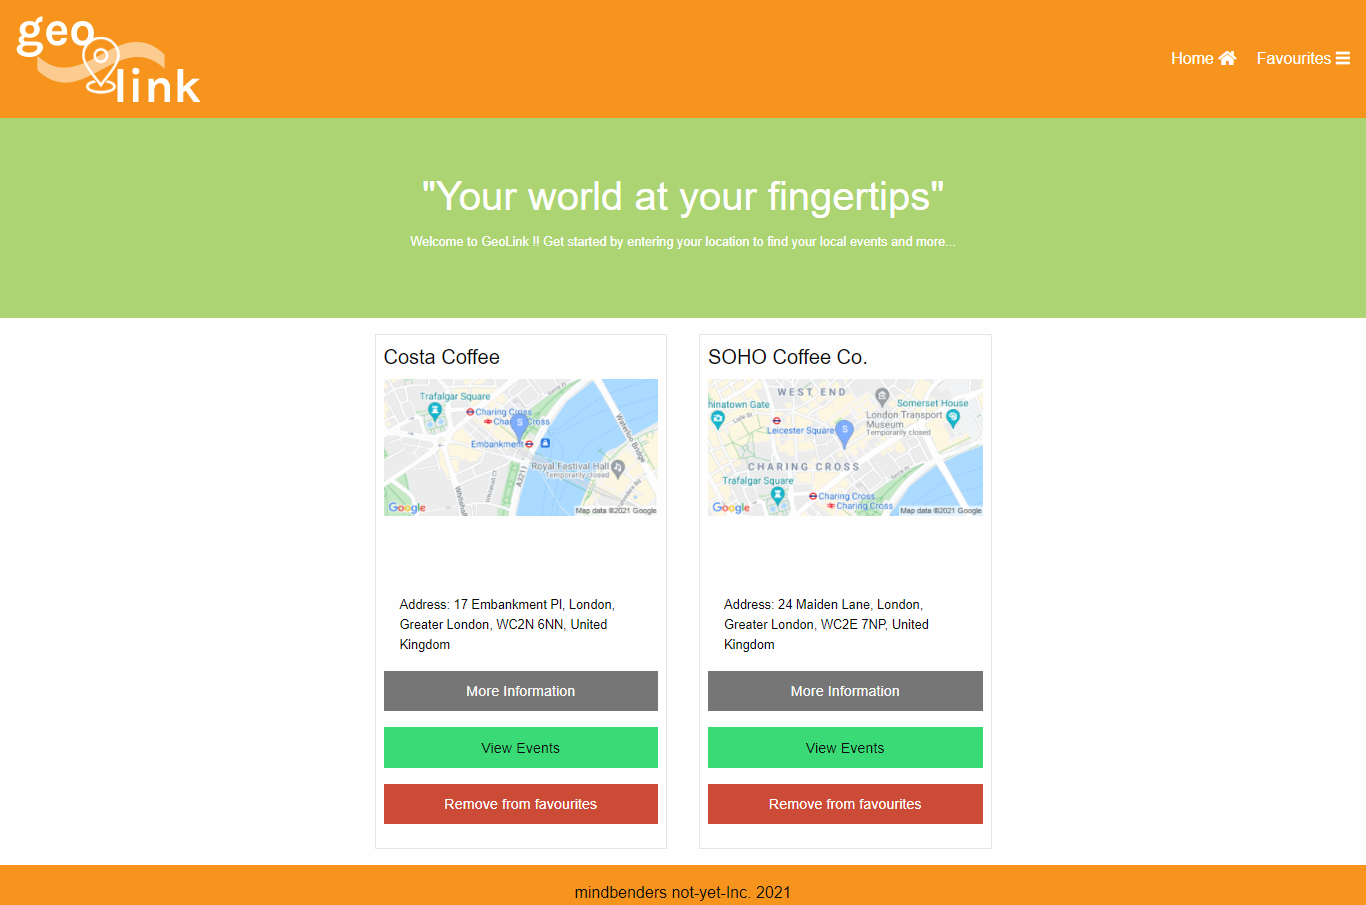 geo
link
Home
Favourites
"Your world at your fingertips"
Welcome to GeoLink !! Get started by entering your location to find your local events and more...
Costa Coffee
Trafalgar Square
Charing Cross
Charing Cross
S
Embankment
Waterloo Bridge
Royal Festival Hall
Temporarily closed
A3211
Google
Map data ©2021 Google
Address: 17 Embankment Pl, London,
Greater London, WC2N 6NN, United
Kingdom
More Information
View Events
Remove from favourites
SOHO Coffee Co.
WEST END
hinatown Gate
Somerset House
London Transport
Museum
Temporarily closed
Leicester Square
S
CHARING CROSS
Trafalgar Square
Charing Cross
Charing Cross
Google
Map data ©2021 Google
Address: 24 Maiden Lane, London,
Greater London, WC2E 7NP, United
Kingdom
More Information
View Events
Remove from favourites
mindbenders not-yet-Inc. 2021